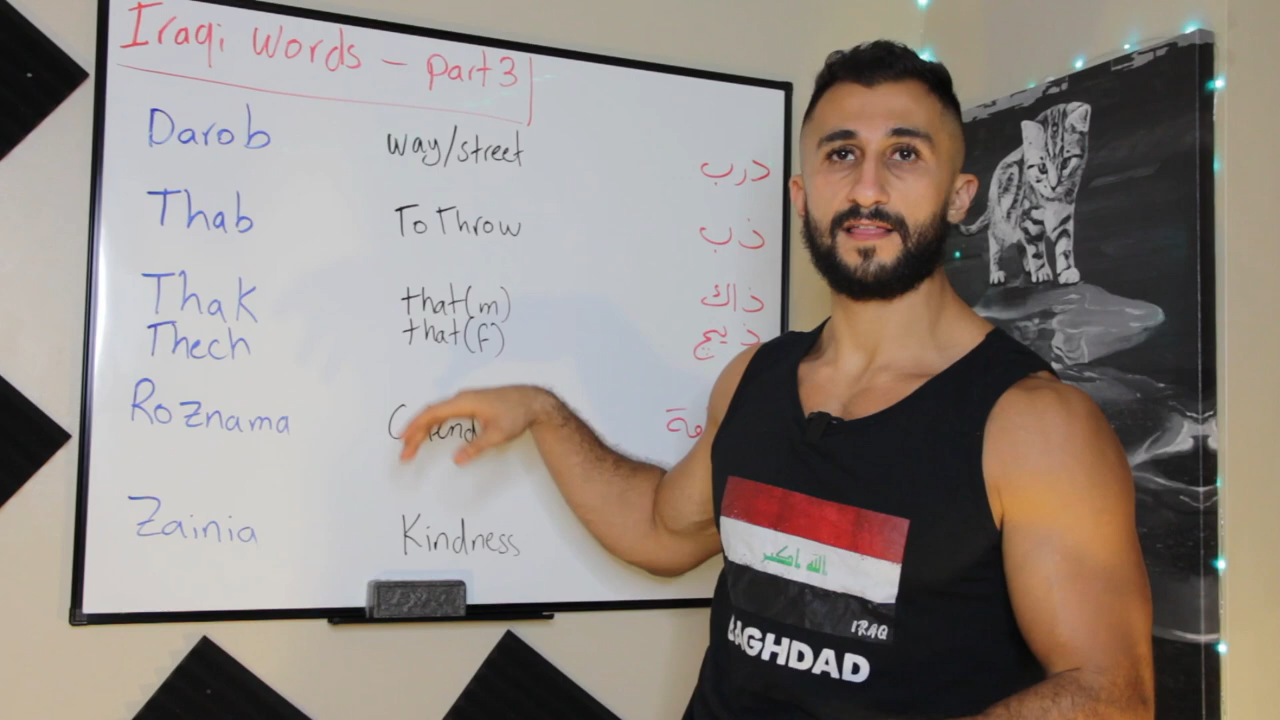 Iraqi Words - part 3
Darob way/street درب
Thab To Throw ذب
Thak that(m) ذاك
Thech that(f) ذيج
Roznama
Zainia Kindness
الله اكبر
IRAQ
BAGHDAD